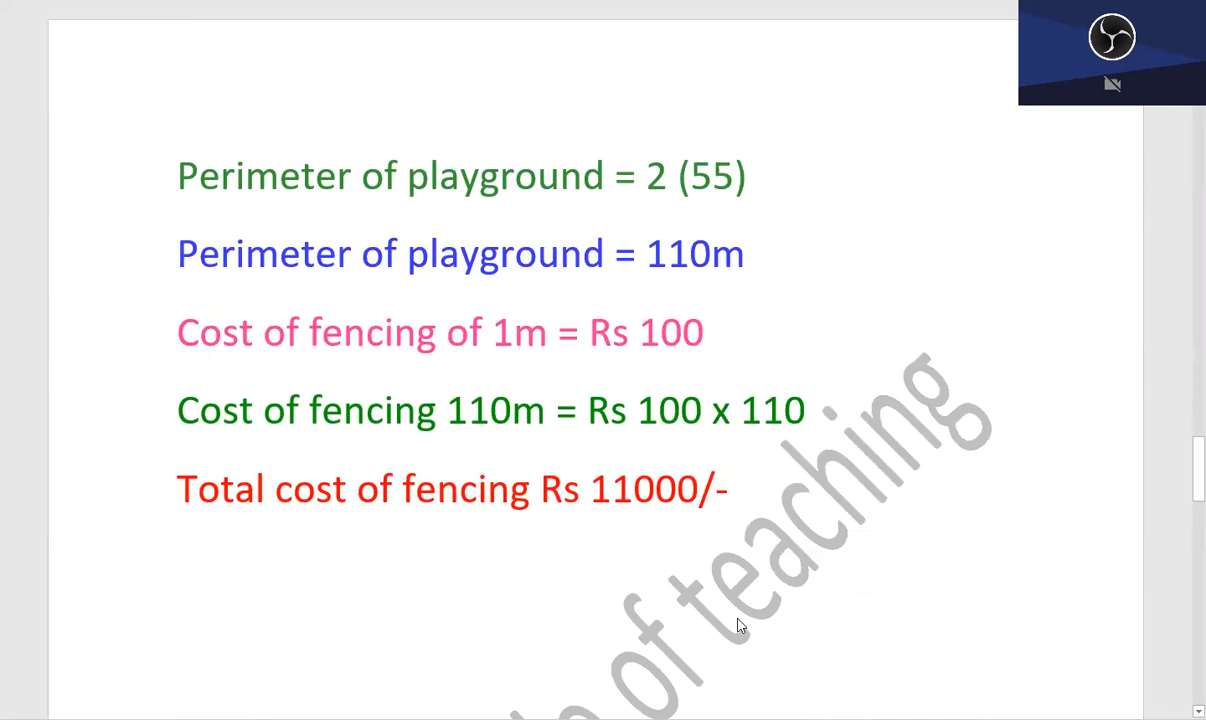 Perimeter of playground = 2 (55)
Perimeter of playground = 110m
Cost of fencing of 1m = Rs 100
Cost of fencing 110m = Rs 100 x 110
Total cost of fencing Rs 11000/-
of teaching